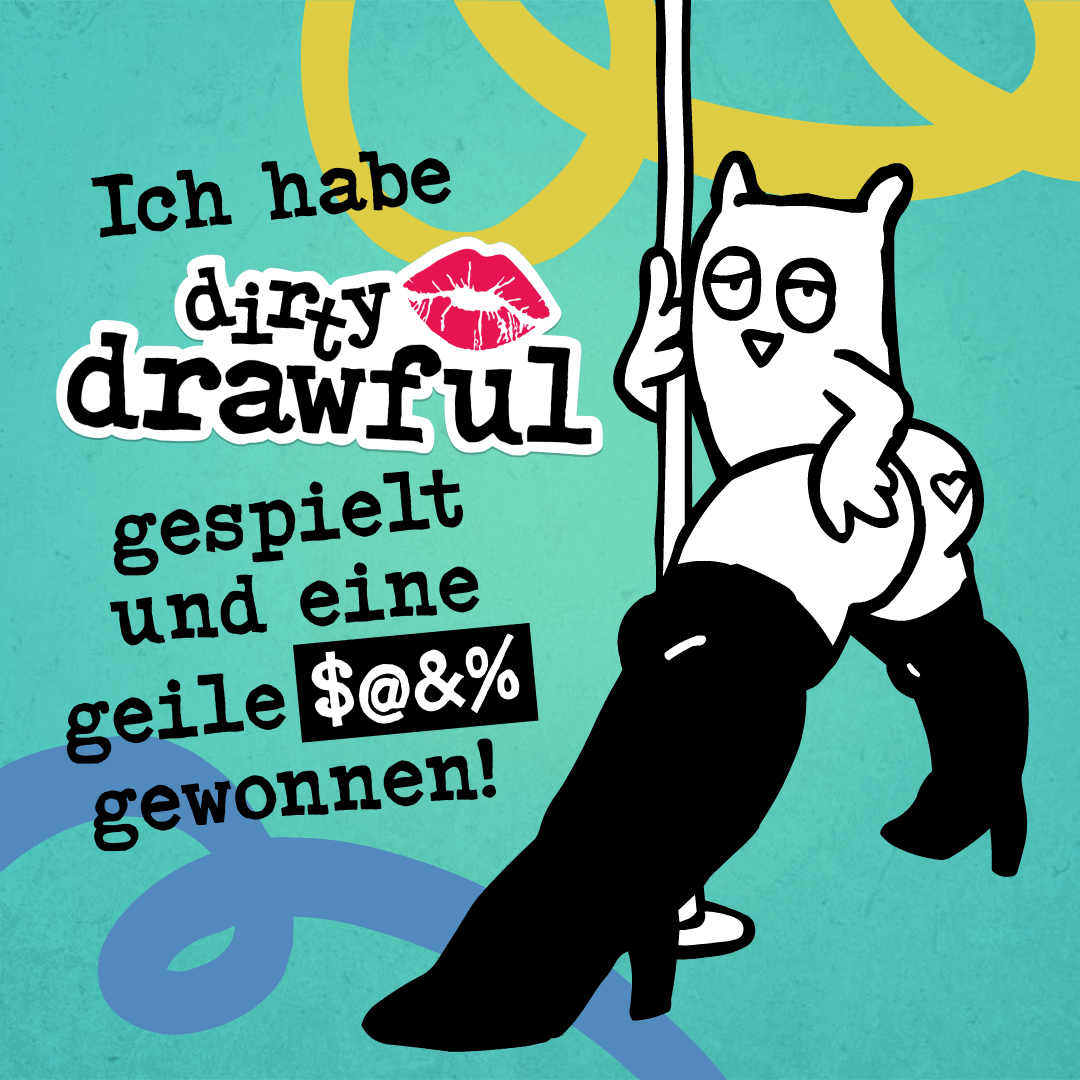 Ich habe
dirty
drawful
gespielt
und eine
geile $@&%
gewonnen!